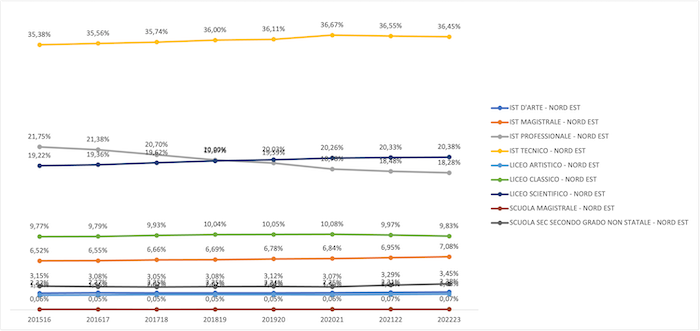 35,38% 35,56% 35,74% 36,00% 36,11% 36,67% 36,55% 36,45%
21,75% 21,38% 20,70% 20,03% 20,26% 20,33% 20,38%
19,22% 19,36% 19,62% 19,59% 18,48% 18,28%
9,77% 9,79% 9,93% 10,04% 10,05% 10,08% 9,97% 9,83%
6,52% 6,55% 6,66% 6,69% 6,78% 6,84% 6,95% 7,08%
3,15% 3,08% 3,05% 3,08% 3,12% 3,07% 3,29% 3,45%
0,06% 0,05% 0,05% 0,05% 0,05% 0,06% 0,07% 0,07%
201516 201617 201718 201819 201920 202021 202122 202223
IST D'ARTE - NORD EST
IST MAGISTRALE - NORD EST
IST PROFESSIONALE - NORD EST
IST TECNICO - NORD EST
LICEO ARTISTICO - NORD EST
LICEO CLASSICO - NORD EST
LICEO SCIENTIFICO - NORD EST
SCUOLA MAGISTRALE - NORD EST
SCUOLA SEC SECONDO GRADO NON STATALE - NORD EST